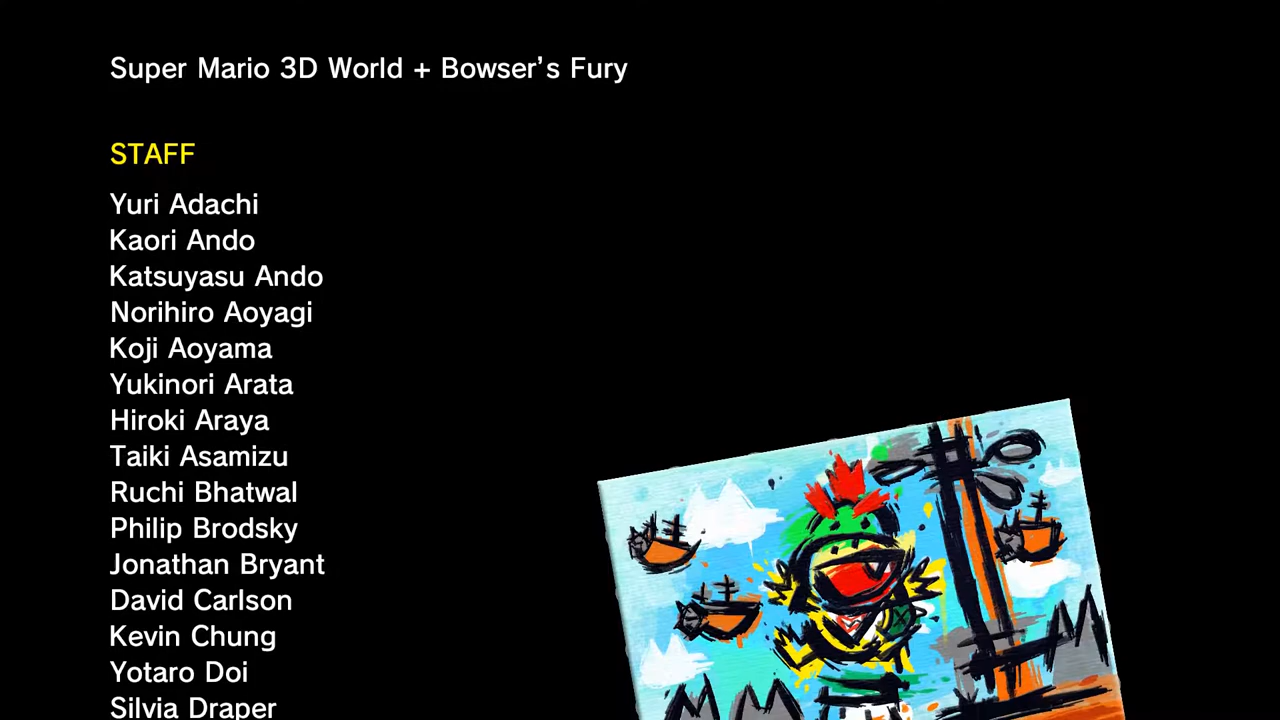 Super Mario 3D World + Bowser’s Fury
STAFF
Yuri Adachi
Kaori Ando
Katsuyasu Ando
Norihiro Aoyagi
Koji Aoyama
Yukinori Arata
Hiroki Araya
Taiki Asamizu
Ruchi Bhatwal
Philip Brodsky
Jonathan Bryant
David Carlson
Kevin Chung
Yotaro Doi
Silvia Draper